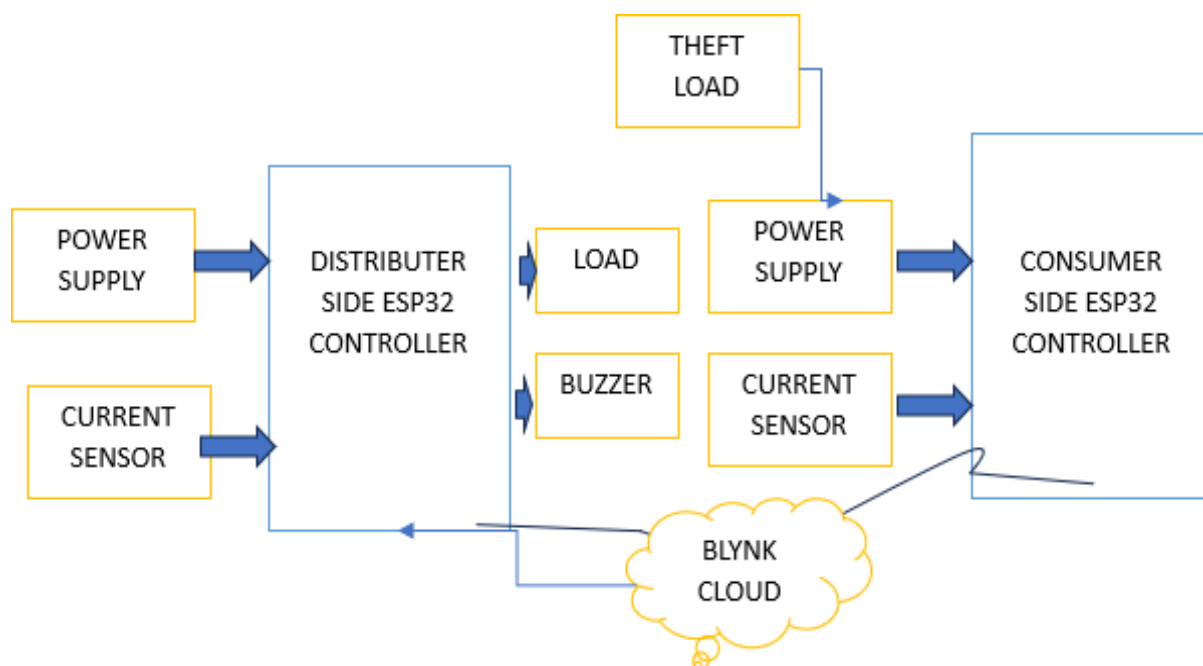 THEFT
LOAD
POWER
SUPPLY
DISTRIBUTER
SIDE ESP32
CONTROLLER
LOAD
POWER
SUPPLY
CONSUMER
SIDE ESP32
CONTROLLER
CURRENT
SENSOR
BUZZER
CURRENT
SENSOR
BLYNK
CLOUD